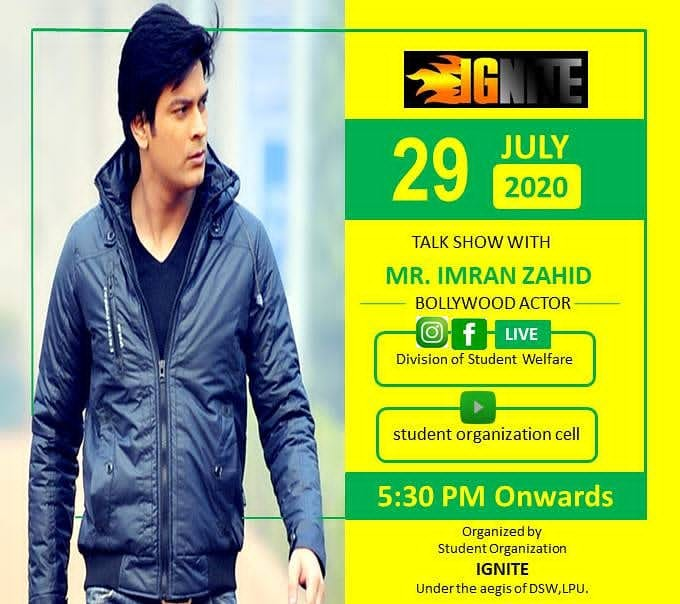 IGNITE
29
JULY
2020
TALK SHOW WITH
MR. IMRAN ZAHID
BOLLYWOOD ACTOR
f LIVE
Division of Student Welfare
student organization cell
5:30 PM Onwards
Organized by
Student Organization
IGNITE
Under the aegis of DSW,LPU.